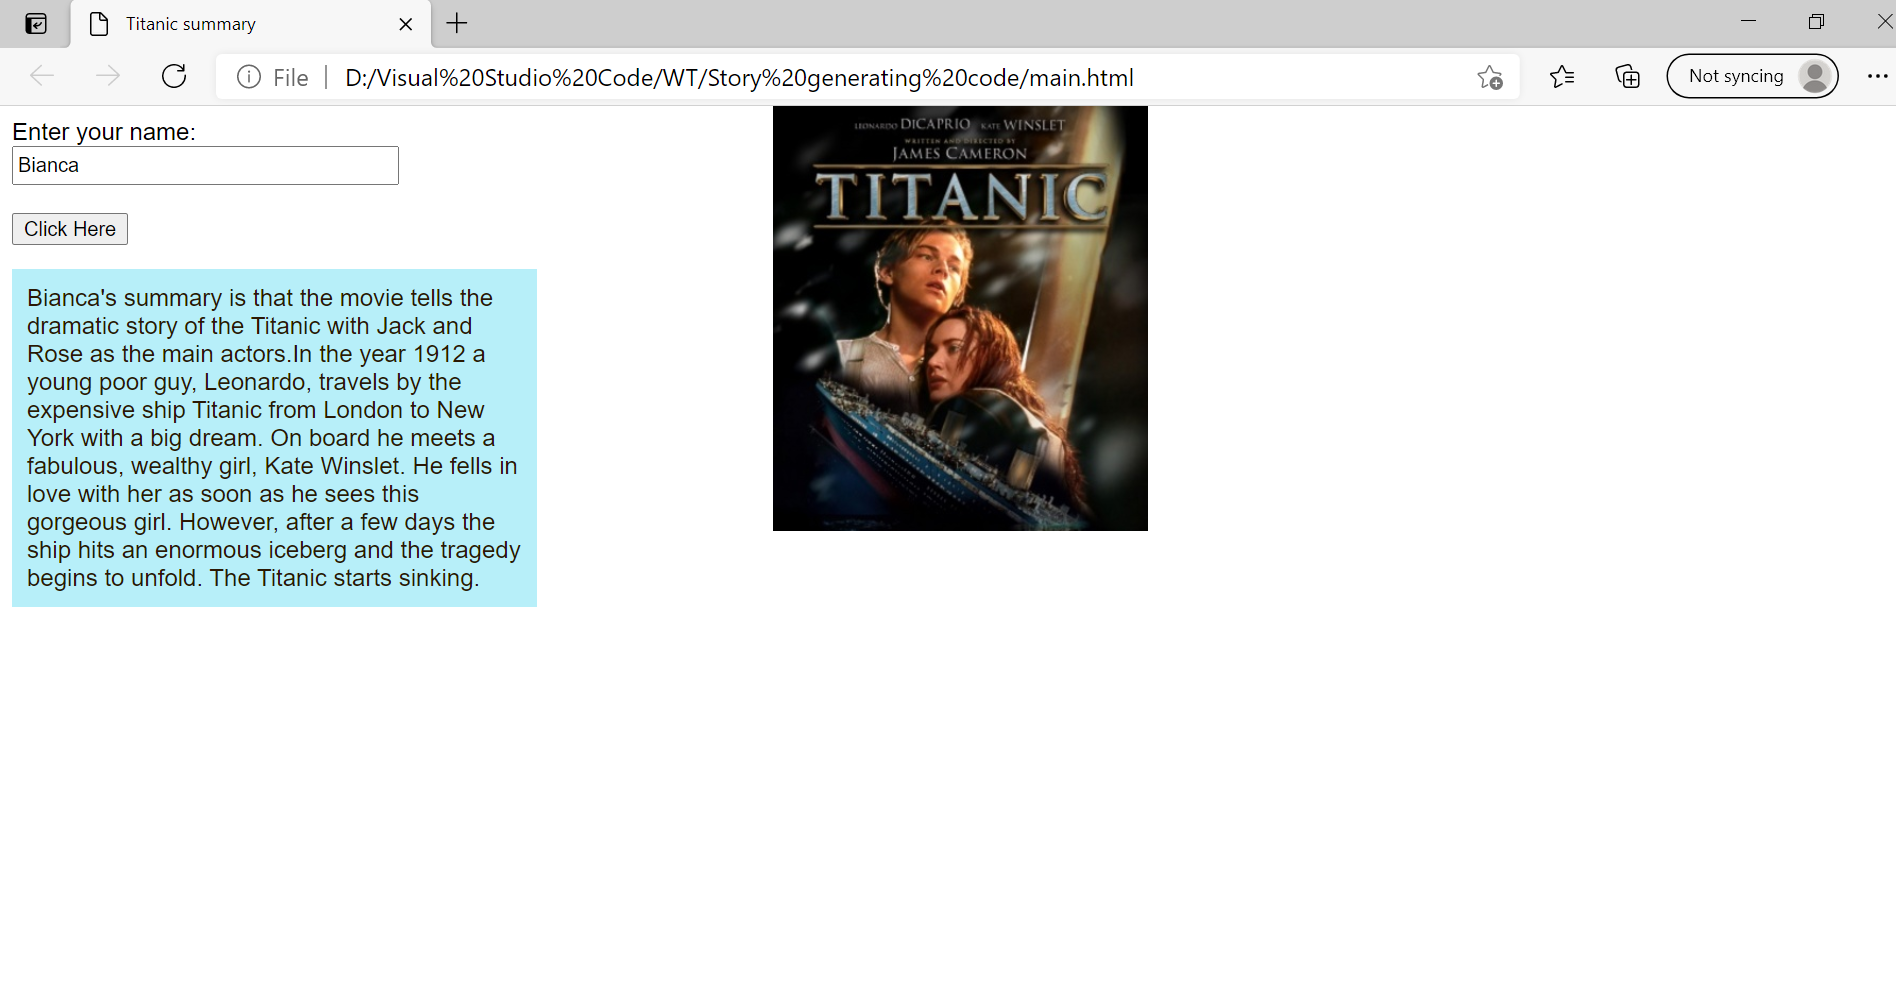 Titanic summary
File
D:/Visual%20Studio%20Code/WT/Story%20generating%20code/main.html
Not syncing
Enter your name:
Bianca
Click Here
Bianca's summary is that the movie tells the
dramatic story of the Titanic with Jack and
Rose as the main actors.In the year 1912 a
young poor guy, Leonardo, travels by the
expensive ship Titanic from London to New
York with a big dream. On board he meets a
fabulous, wealthy girl, Kate Winslet. He fells in
love with her as soon as he sees this
gorgeous girl. However, after a few days the
ship hits an enormous iceberg and the tragedy
begins to unfold. The Titanic starts sinking.
LEONARDO DICAPRIO KATE WINSLET
WRITTEN AND DIRECTED BY
JAMES CAMERON
TITANIC